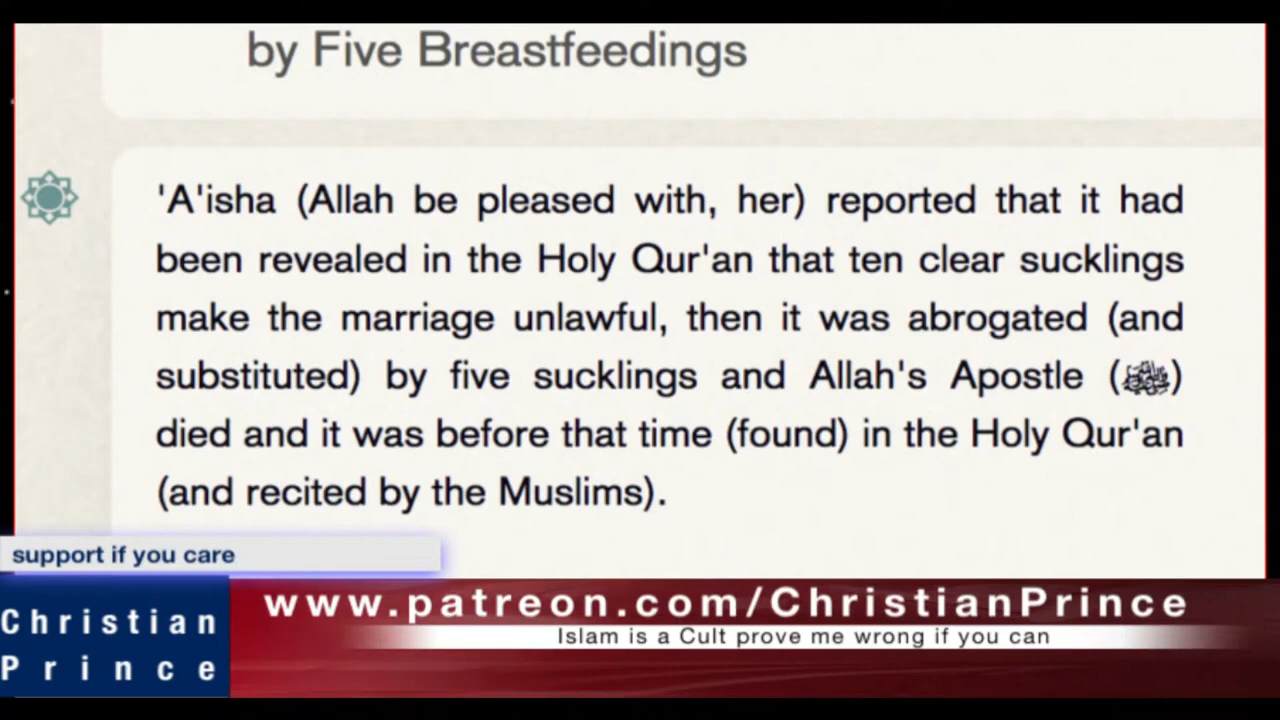 by Five Breastfeedings
'A'isha (Allah be pleased with, her) reported that it had
been revealed in the Holy Qur'an that ten clear sucklings
make the marriage unlawful, then it was abrogated (and
substituted) by five sucklings and Allah's Apostle (ﷺ)
died and it was before that time (found) in the Holy Qur'an
(and recited by the Muslims).
support if you care
Christian
Prince
www.patreon.com/ChristianPrince
Islam is a Cult prove me wrong if you can